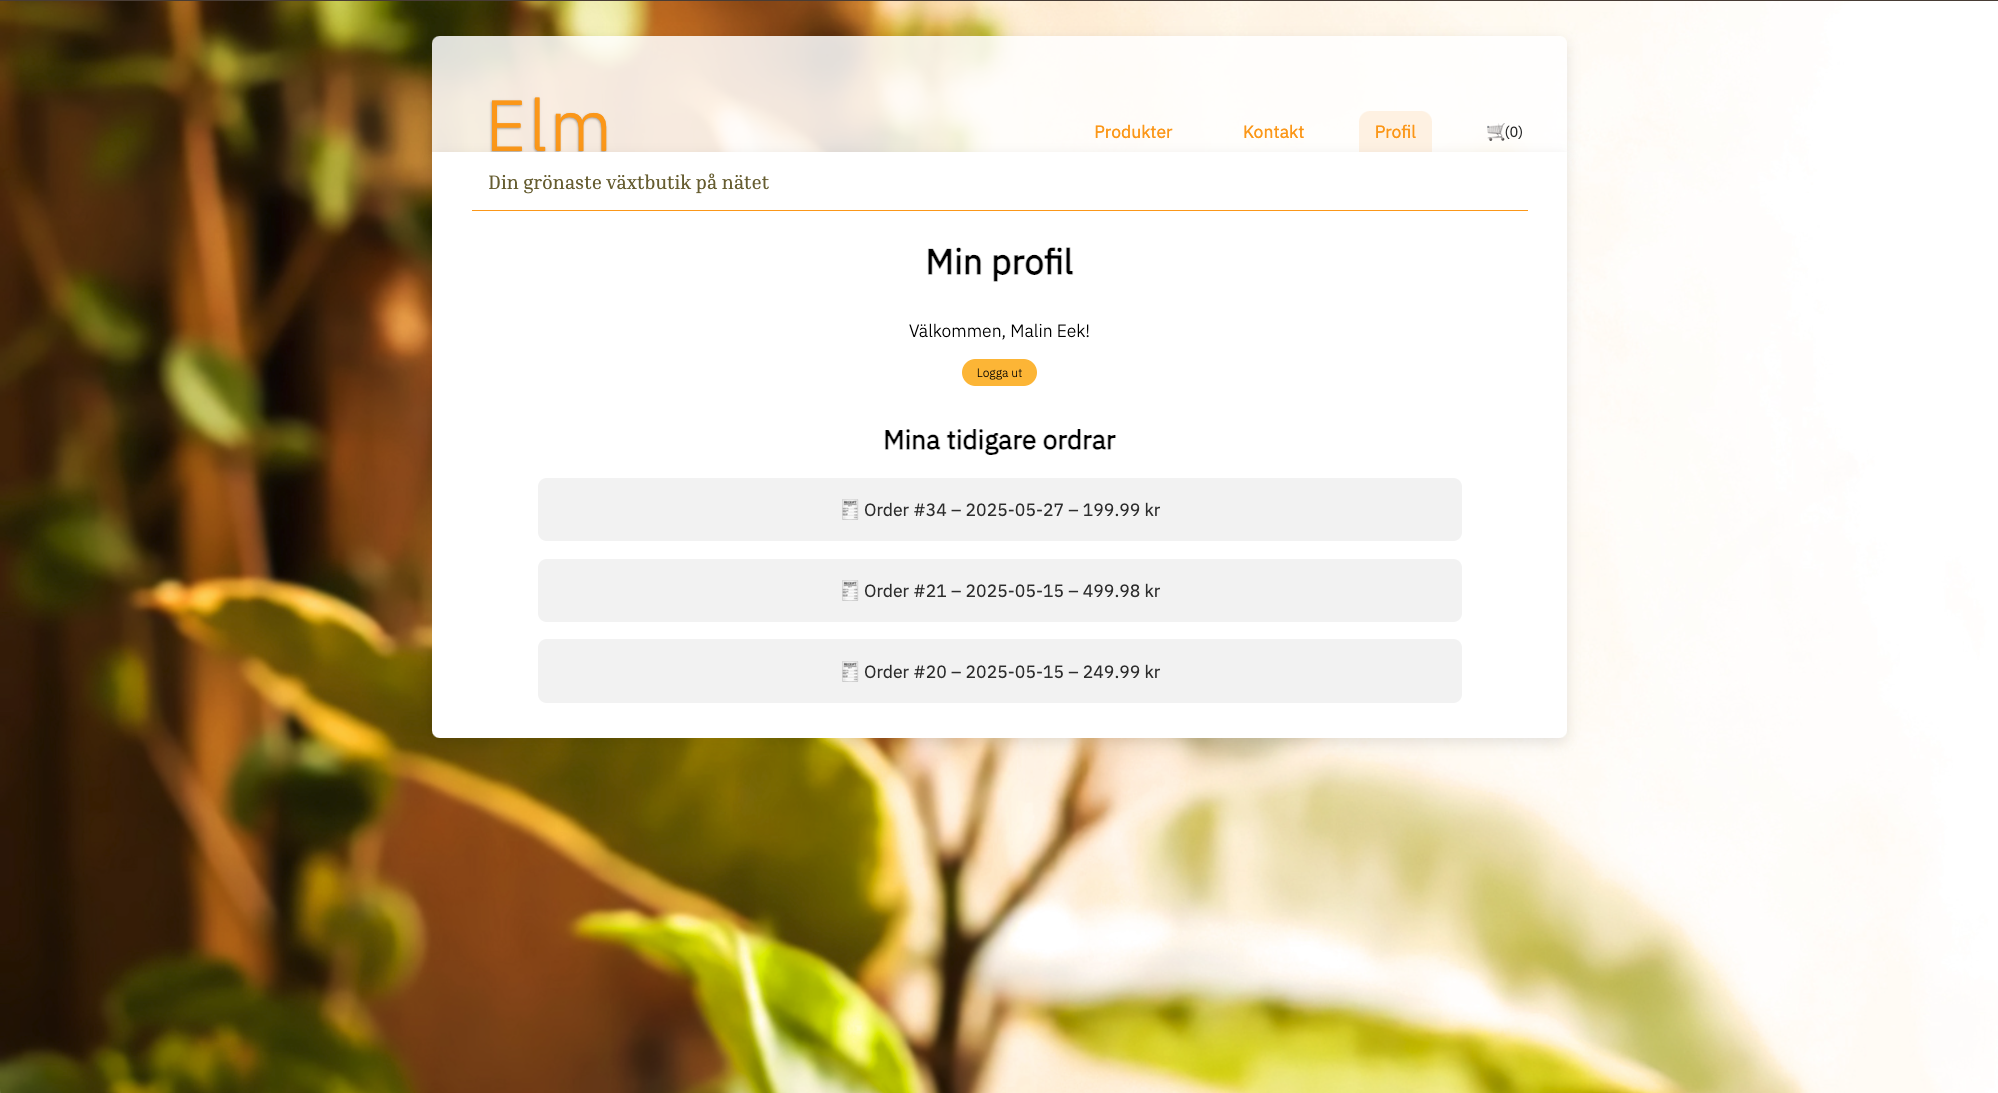 Elm
Produkter Kontakt Profil (0)
Din grönaste växtbutik på nätet
Min profil
Välkommen, Malin Eek!
Logga ut
Mina tidigare ordrar
Order #34 – 2025-05-27 – 199.99 kr
Order #21 – 2025-05-15 – 499.98 kr
Order #20 – 2025-05-15 – 249.99 kr